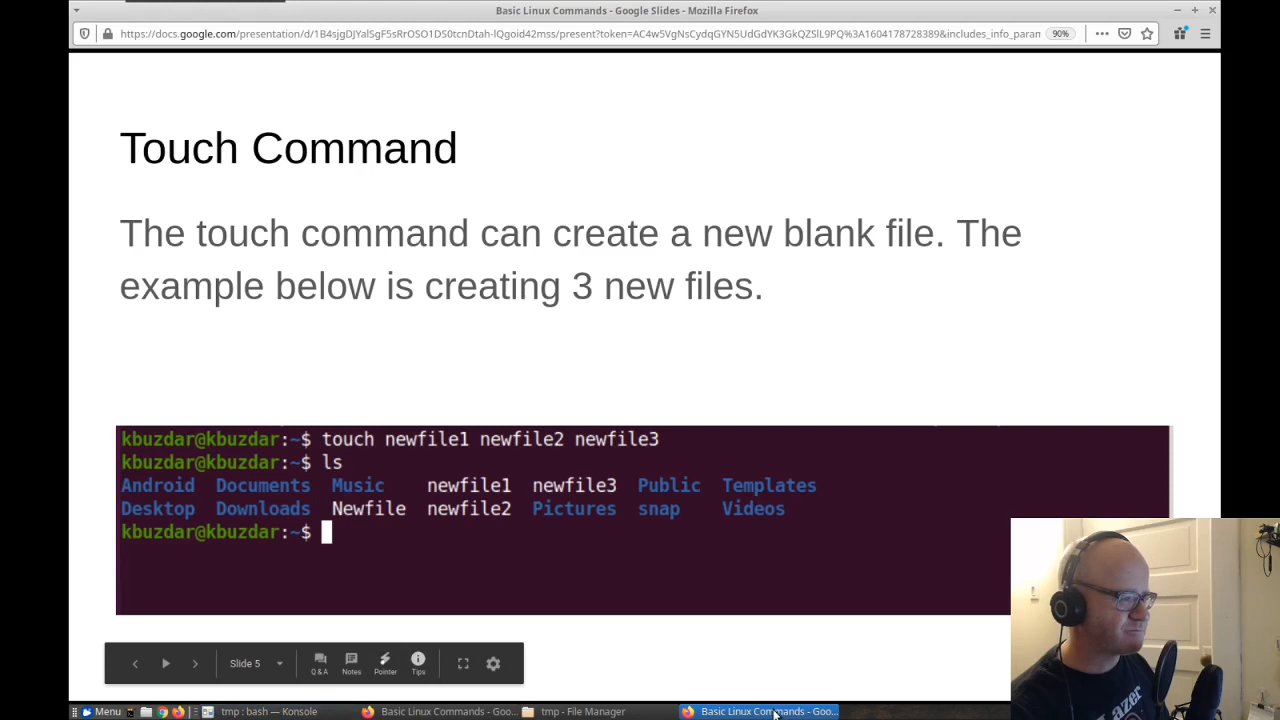 Basic Linux Commands - Google Slides - Mozilla Firefox
https://docs.google.com/presentation/d/1B4sjgDJYalSgF5sRrOSO1DS0tcnDtdI-lQgoid42mss/present?token=AC4w5VgNsCydqGYN5UdGdYK3GkQZSlL9PQ%3A1604178728389&includes_info_param 90%
Touch Command
The touch command can create a new blank file. The
example below is creating 3 new files.
kbuzdar@kbuzdar:~$ touch newfile1 newfile2 newfile3
kbuzdar@kbuzdar:~$ ls
Android Documents Music newfile1 newfile3 Public Templates
Desktop Downloads Newfile newfile2 Pictures snap Videos
kbuzdar@kbuzdar:~$
Slide 5 Q & A Notes Pointer Tips
azer
Menu tmp : bash — Konsole Basic Linux Commands - Goo... tmp - File Manager Basic Linux Commands - Goo...